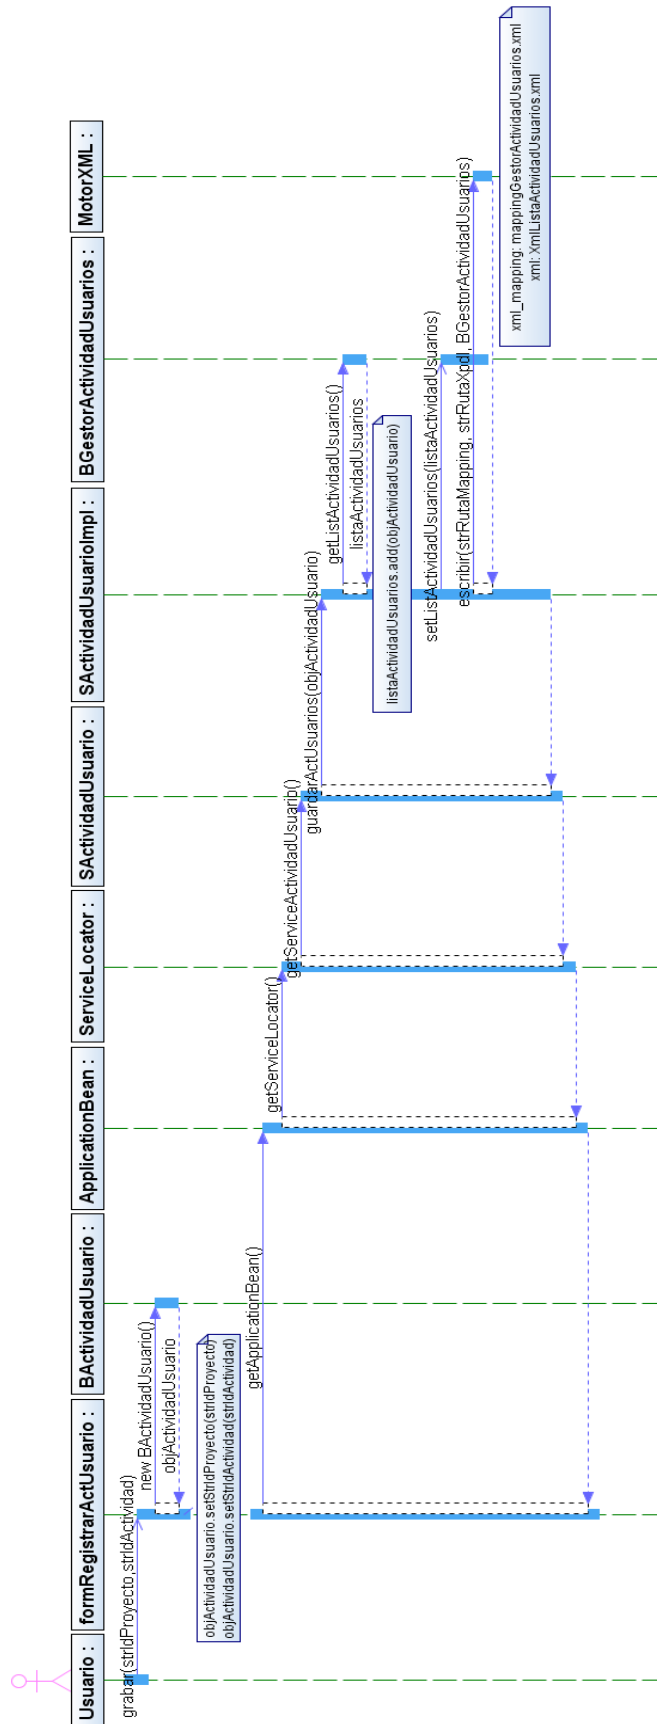 Usuario :
formRegistrarActUsuario :
BActividadUsuario :
ApplicationBean :
ServiceLocator :
SActividadUsuario :
SActividadUsuarioImpl :
BGestorActividadUsuarios :
MotorXML :
grabar(strIdProyecto,strIdActividad)
new BActividadUsuario()
objActividadUsuario
objActividadUsuario.setStrIdProyecto(strIdProyecto)
objActividadUsuario.setStrIdActividad(strIdActividad)
getApplicationBean()
getServiceLocator()
getServiceActividadUsuario()
guardarActUsuarios(objActividadUsuario)
getListActividadUsuarios()
listaActividadUsuarios
listaActividadUsuarios.add(objActividadUsuario)
setListActividadUsuarios(listaActividadUsuarios)
escribir(strRutaMapping, strRutaXpdl, BGestorActividadUsuarios)
xml_mapping: mappingGestorActividadUsuarios.xml
xml: XmlListaActividadUsuarios.xml